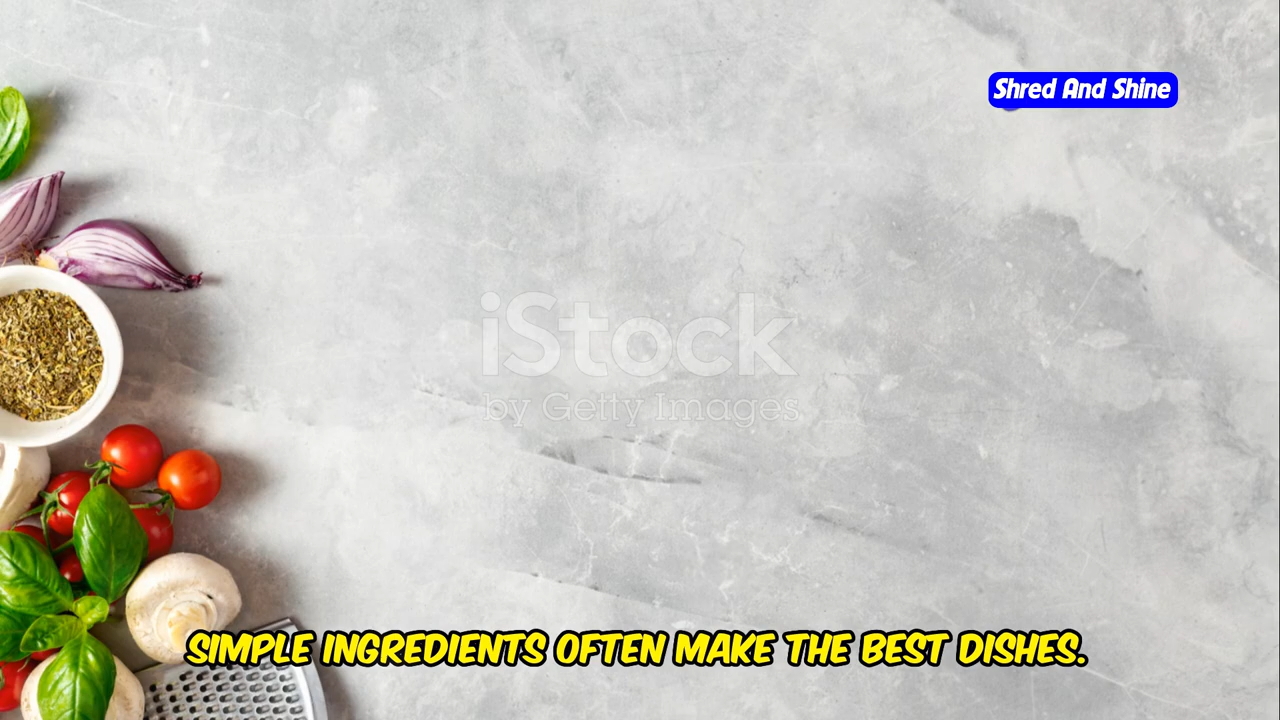 Shred And Shine
iStock
by Getty Images
SIMPLE INGREDIENTS OFTEN MAKE THE BEST DISHES.